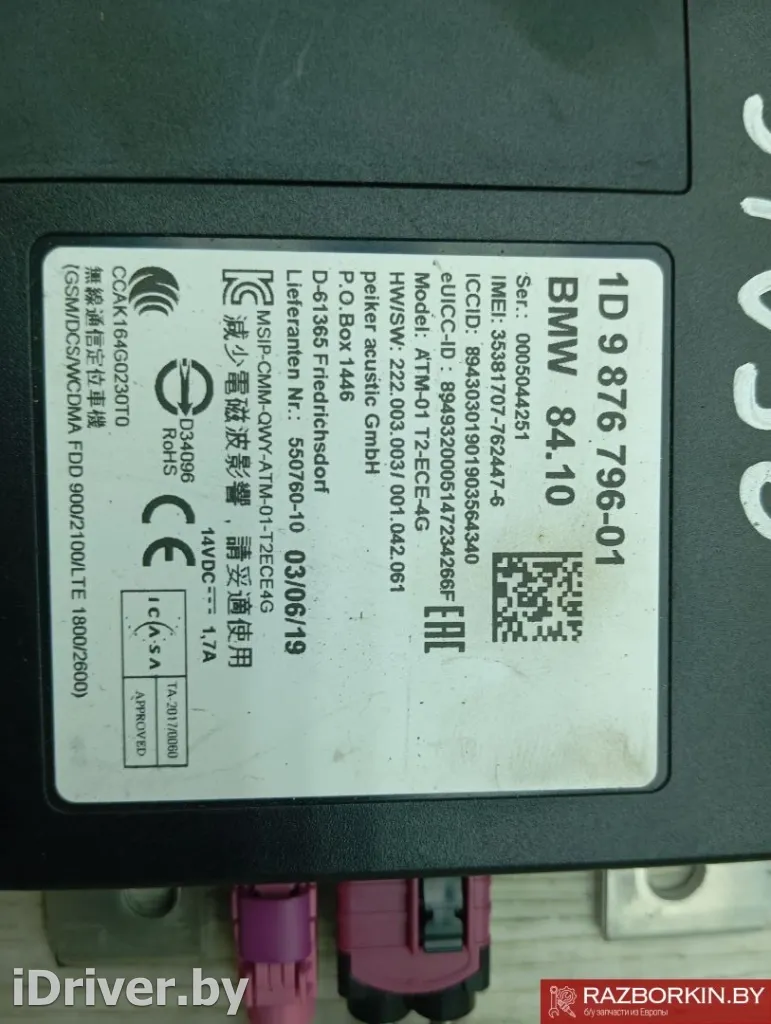 1D 9 876 796-01
BMW 84.10
Ser.: 0005044251
IMEI: 35381707-762447-6
ICCID: 89430301901903564340
eUICC-ID : 8949320005147234266F
Model: ATM-01 T2-ECE-4G
HW/SW: 222.003.003/ 001.042.061
EAC
peiker acustic GmbH
P.O.Box 1446
D-61365 Friedrichsdorf
Lieferanten Nr.: 550760-10 03/06/19
MSIP-CMM-QWY-ATM-01-T2ECE4G
減少電磁波影響，請妥適使用
14VDC 1,7A
D34096
RoHS
CE
ICASA
TA-2017/0060
APPROVED
CCAK164G0230T0
無線通信定位車機
(GSM/DCS/WCDMA FDD 900/2100/LTE 1800/2600)
iDriver.by
RAZBORKIN.BY
б/у запчасти из Европы